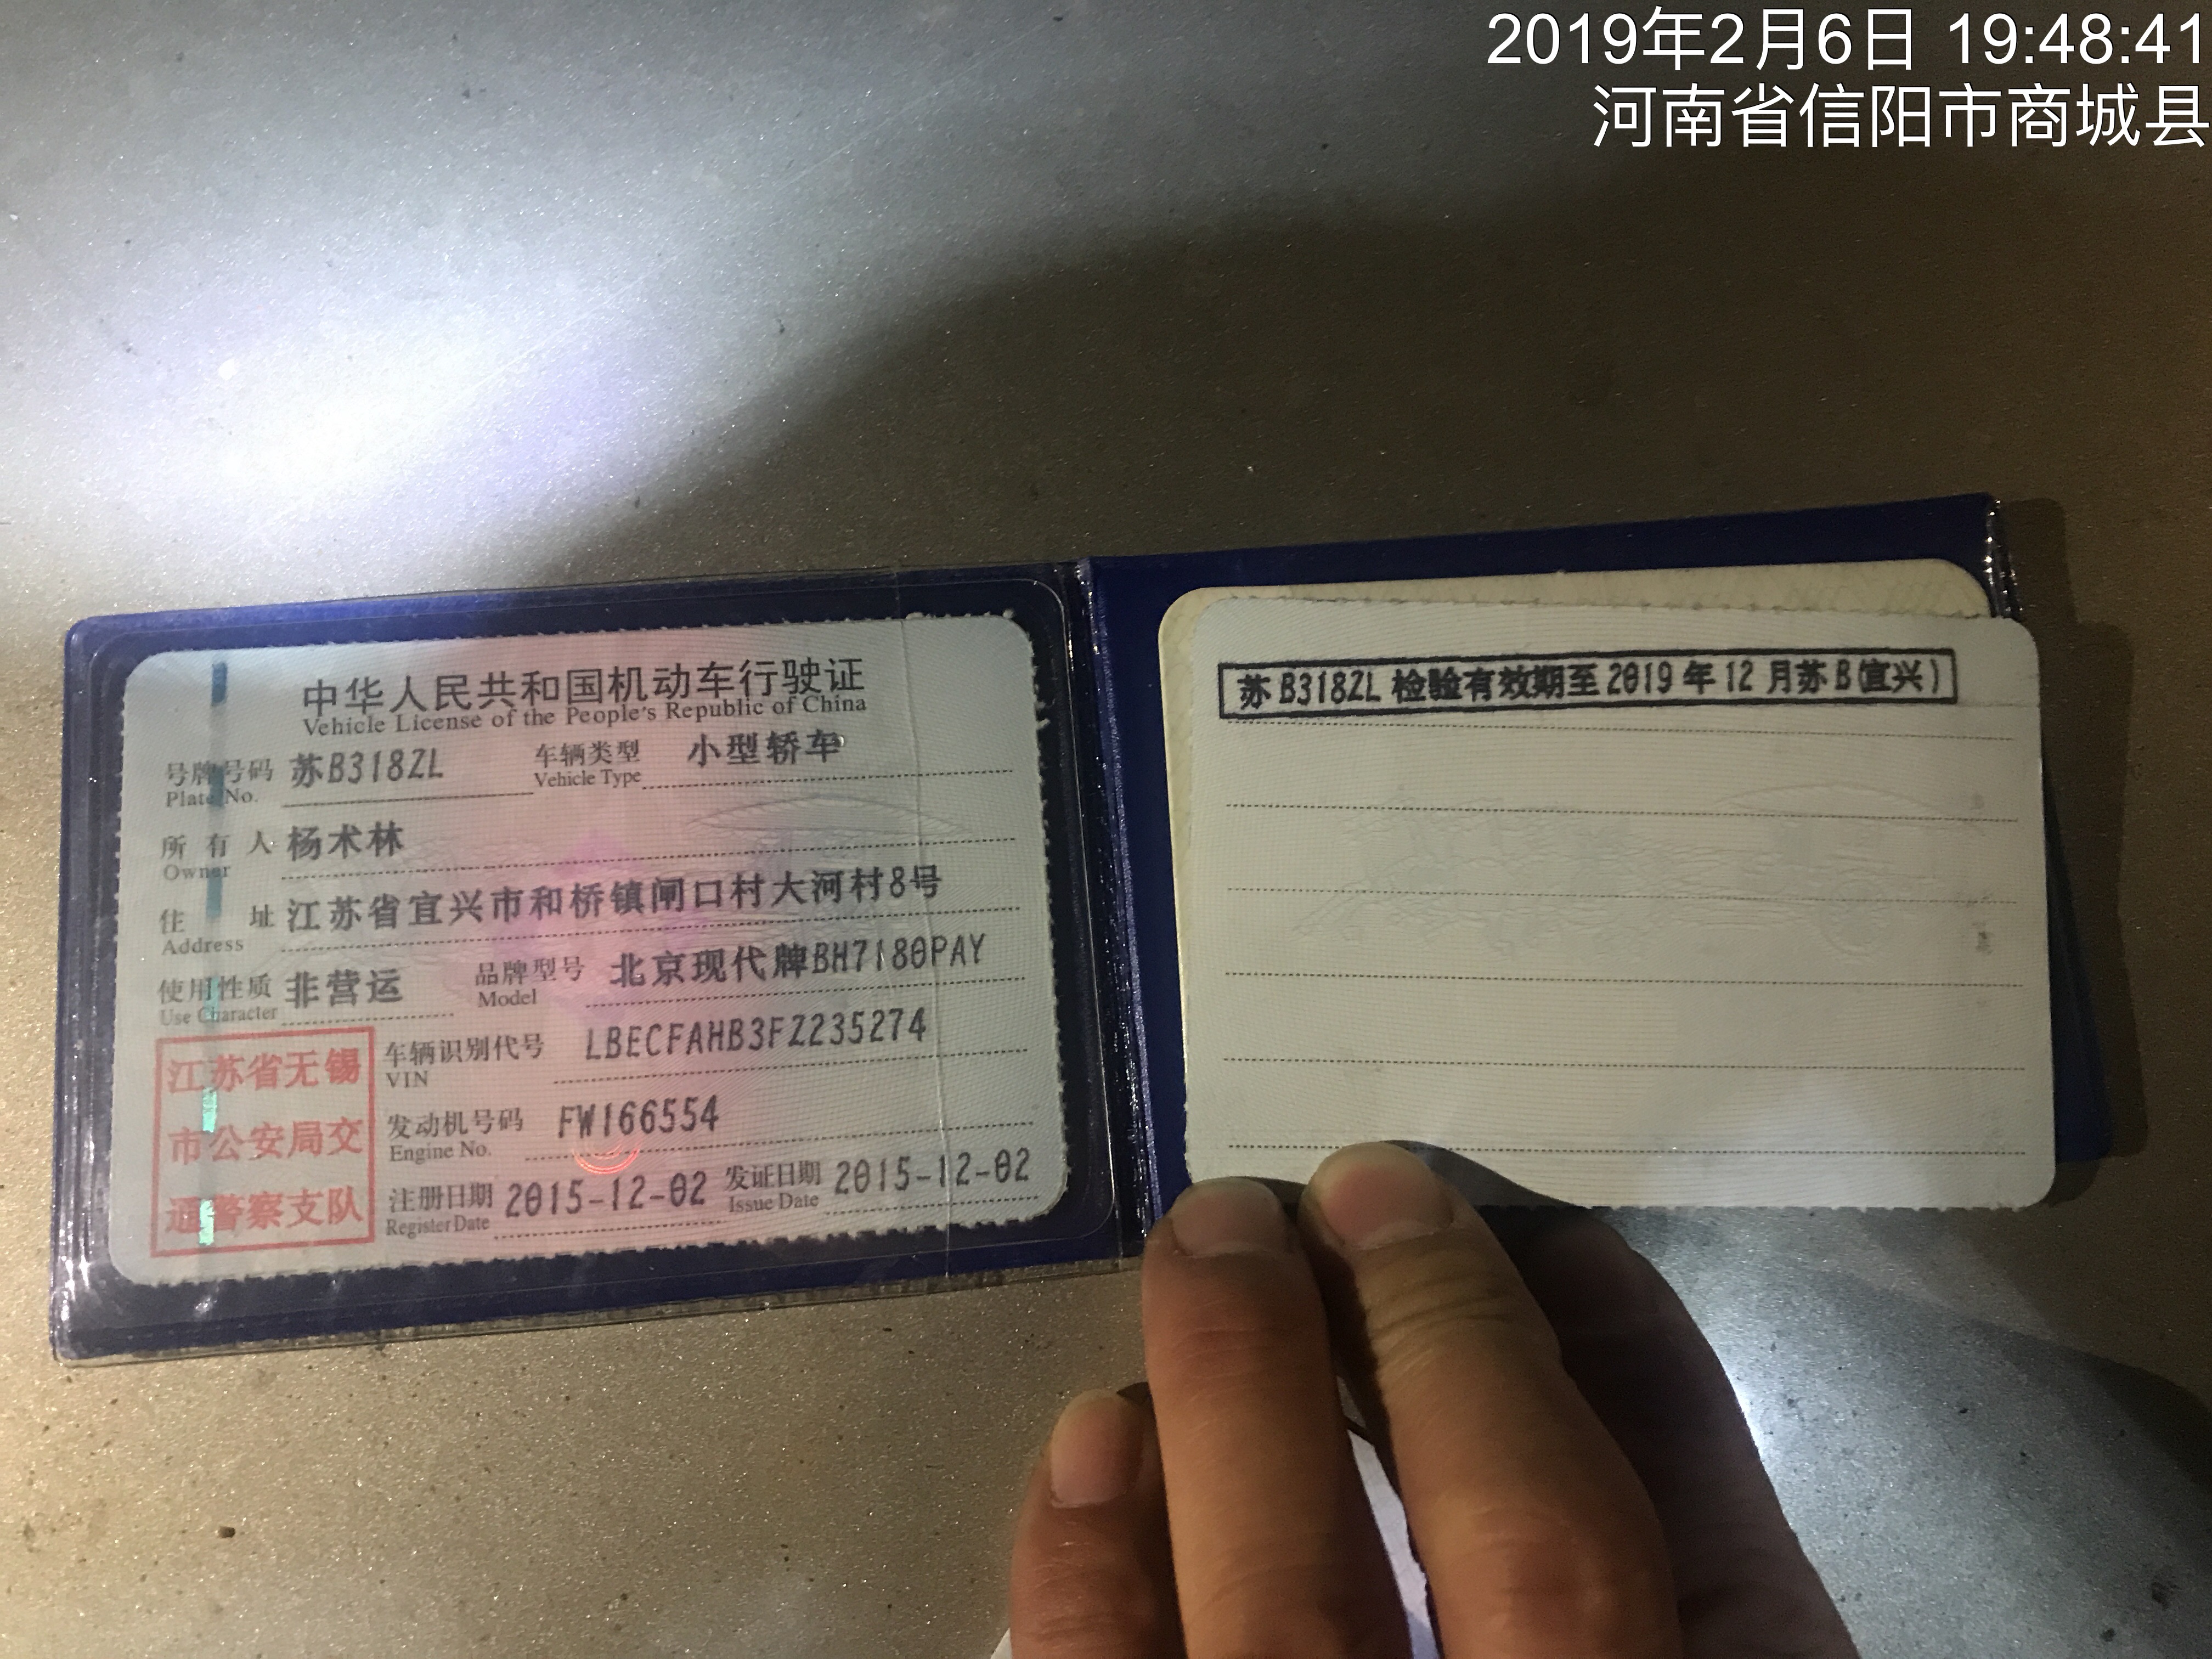 2019年2月6日 19:48:41
河南省信阳市商城县
中华人民共和国机动车行驶证
Vehicle License of the People's Republic of China
号牌号码 苏B318ZL 车辆类型 小型轿车
Plate No. Vehicle Type
所有人 杨术林
Owner
住址 江苏省宜兴市和桥镇闸口村大河村8号
Address
使用性质 非营运 品牌型号 北京现代牌BH7180PAY
Use Character Model
车辆识别代号 LBECFAHB3FZ235274
VIN
发动机号码 FW166554
Engine No.
注册日期 2015-12-02 发证日期 2015-12-02
Register Date Issue Date
江苏省无锡
市公安局交
通警察支队
苏B318ZL 检验有效期至2019年12月苏B(宜兴)